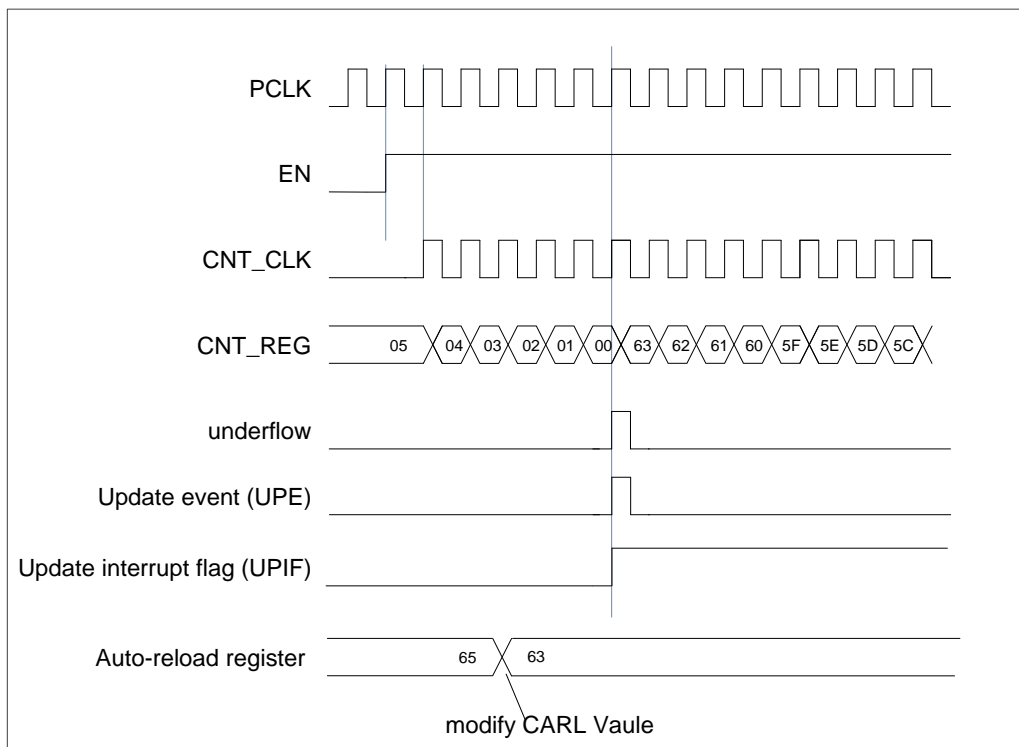 PCLK
EN
CNT_CLK
CNT_REG 05 04 03 02 01 00 63 62 61 60 5F 5E 5D 5C
underflow
Update event (UPE)
Update interrupt flag (UPIF)
Auto-reload register 65 63
modify CARL Vaule